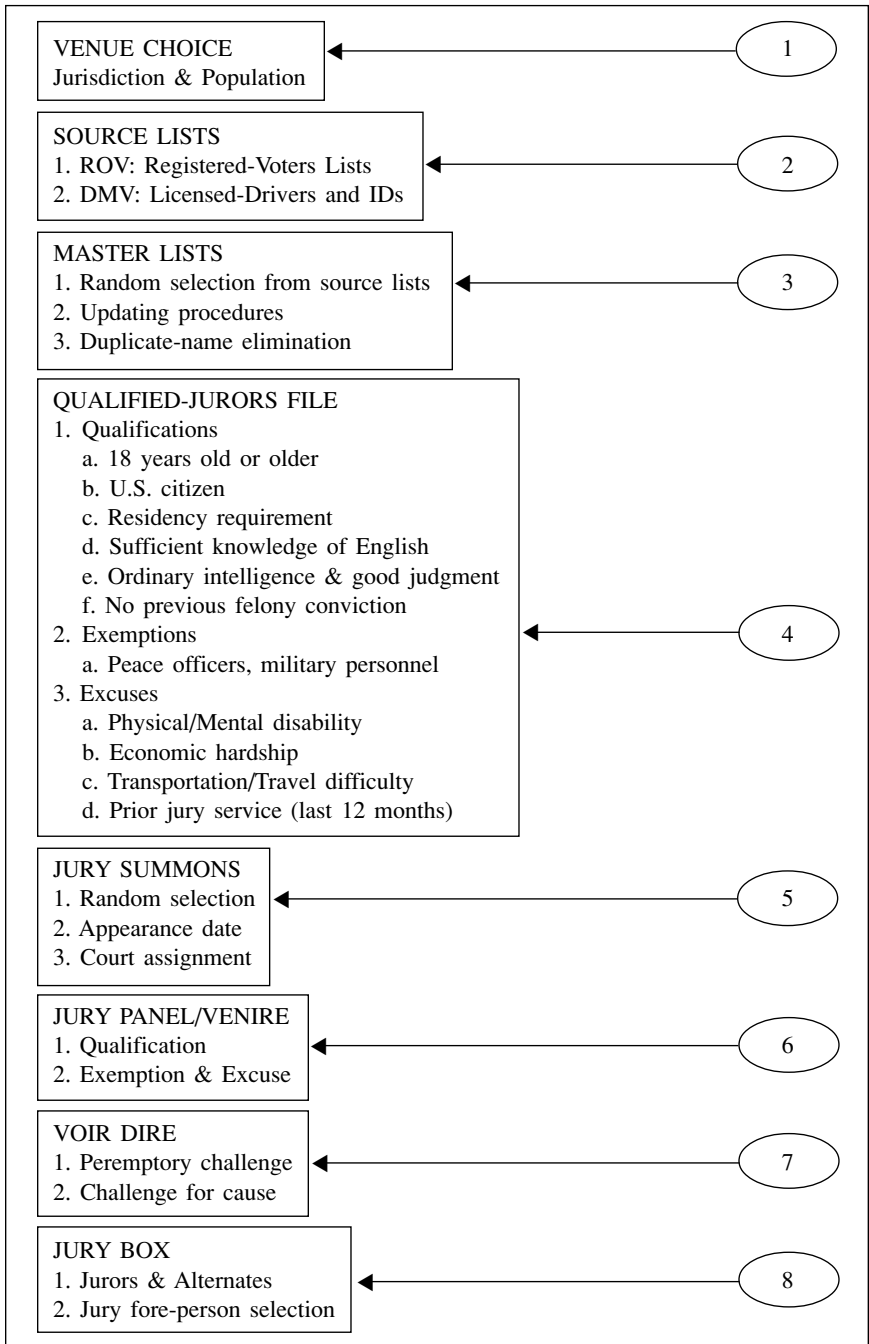 VENUE CHOICE
Jurisdiction & Population
1
SOURCE LISTS
1. ROV: Registered-Voters Lists
2. DMV: Licensed-Drivers and IDs
2
MASTER LISTS
1. Random selection from source lists
2. Updating procedures
3. Duplicate-name elimination
3
QUALIFIED-JURORS FILE
1. Qualifications
a. 18 years old or older
b. U.S. citizen
c. Residency requirement
d. Sufficient knowledge of English
e. Ordinary intelligence & good judgment
f. No previous felony conviction
2. Exemptions
a. Peace officers, military personnel
3. Excuses
a. Physical/Mental disability
b. Economic hardship
c. Transportation/Travel difficulty
d. Prior jury service (last 12 months)
4
JURY SUMMONS
1. Random selection
2. Appearance date
3. Court assignment
5
JURY PANEL/VENIRE
1. Qualification
2. Exemption & Excuse
6
VOIR DIRE
1. Peremptory challenge
2. Challenge for cause
7
JURY BOX
1. Jurors & Alternates
2. Jury fore-person selection
8